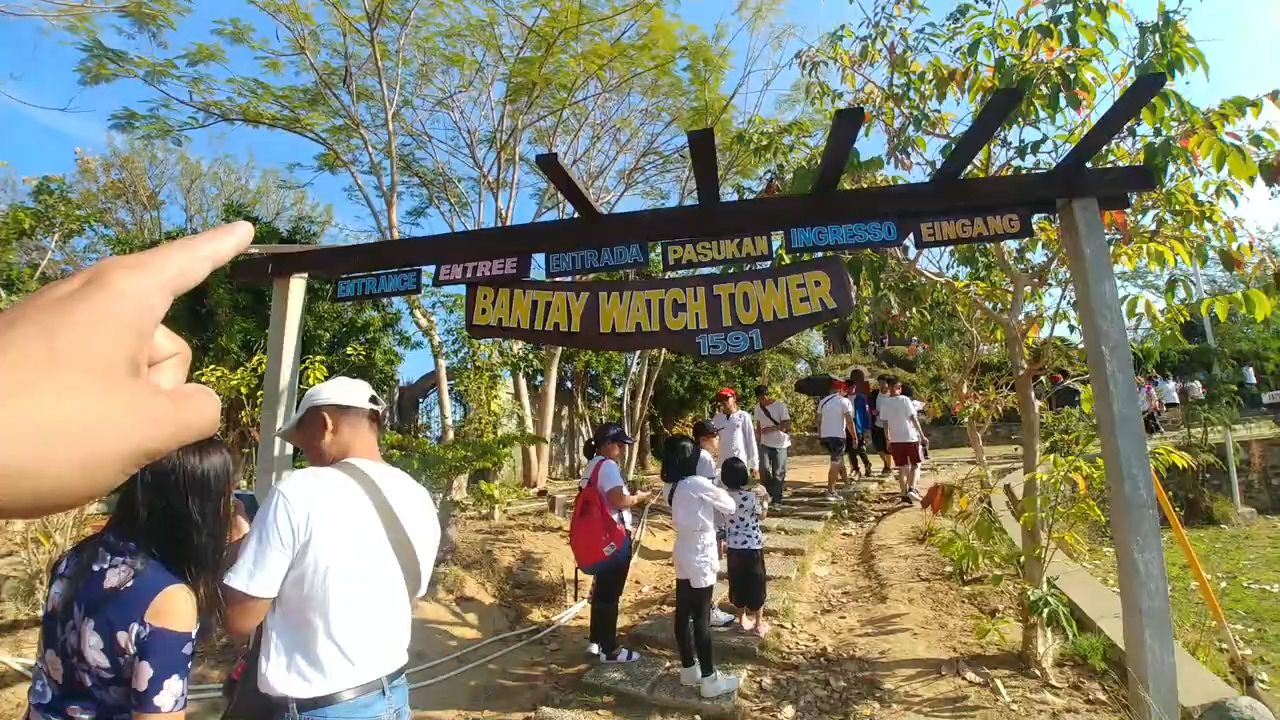 ENTRANCE ENTREE ENTRADA PASUKAN INGRESSO EINGANG
BANTAY WATCH TOWER
1591